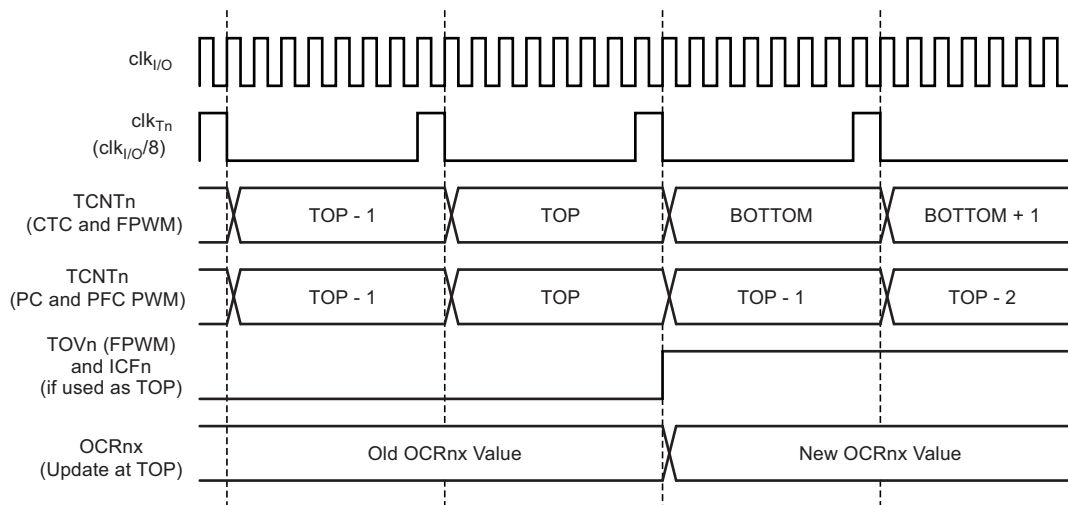 clkI/O
clkTn
(clkI/O/8)
TCNTn
(CTC and FPWM)
TOP - 1
TOP
BOTTOM
BOTTOM + 1
TCNTn
(PC and PFC PWM)
TOP - 1
TOP
TOP - 1
TOP - 2
TOVn (FPWM)
and ICFn
(if used as TOP)
OCRnx
(Update at TOP)
Old OCRnx Value
New OCRnx Value